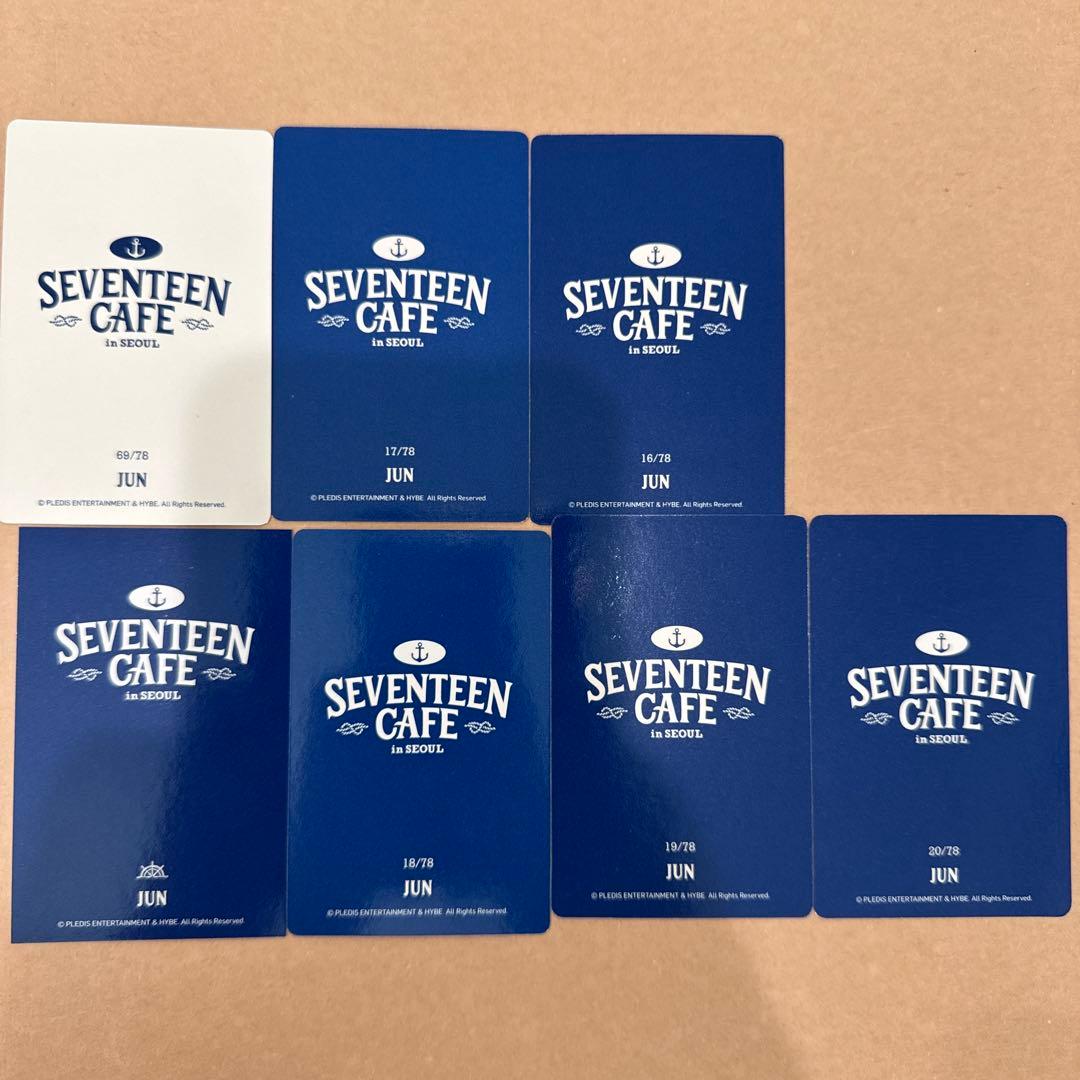 SEVENTEEN
CAFE
in SEOUL
69/78
JUN
© PLEDIS ENTERTAINMENT & HYBE. All Rights Reserved.
SEVENTEEN
CAFE
in SEOUL
17/78
JUN
© PLEDIS ENTERTAINMENT & HYBE. All Rights Reserved.
SEVENTEEN
CAFE
in SEOUL
16/78
JUN
© PLEDIS ENTERTAINMENT & HYBE. All Rights Reserved.
SEVENTEEN
CAFE
in SEOUL
JUN
© PLEDIS ENTERTAINMENT & HYBE. All Rights Reserved.
SEVENTEEN
CAFE
in SEOUL
18/78
JUN
© PLEDIS ENTERTAINMENT & HYBE. All Rights Reserved.
SEVENTEEN
CAFE
in SEOUL
19/78
JUN
© PLEDIS ENTERTAINMENT & HYBE. All Rights Reserved.
SEVENTEEN
CAFE
in SEOUL
20/78
JUN
© PLEDIS ENTERTAINMENT & HYBE. All Rights Reserved.